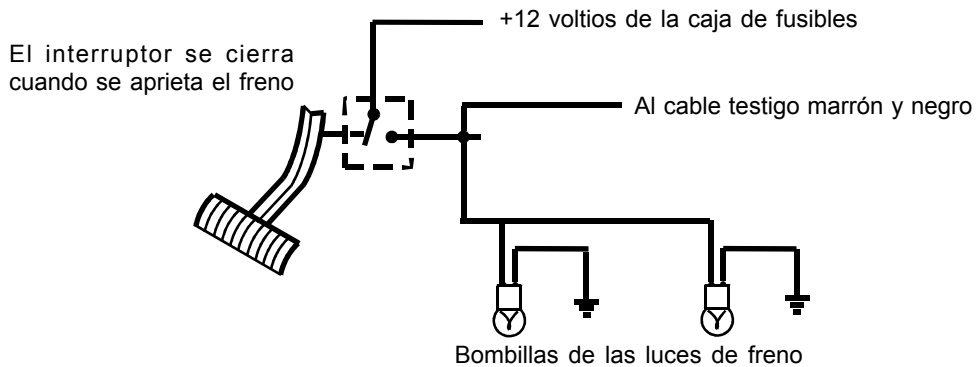 +12 voltios de la caja de fusibles
El interruptor se cierra
cuando se aprieta el freno
Al cable testigo marrón y negro
Bombillas de las luces de freno